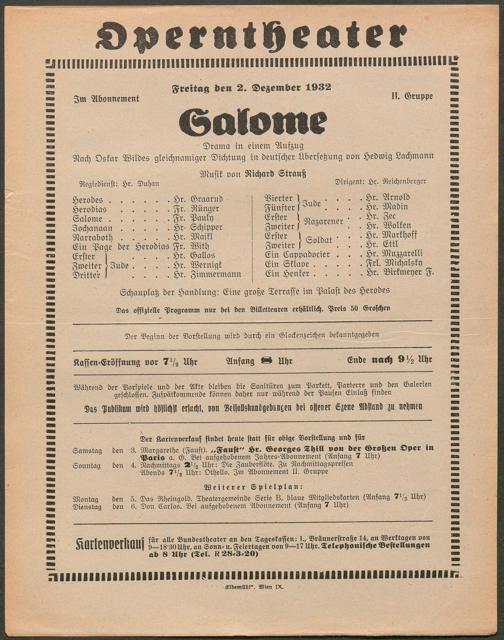 Operntheater
Freitag den 2. Dezember 1932
Im Abonnement II. Gruppe
Salome
Drama in einem Aufzug
Nach Oskar Wildes gleichnamiger Dichtung in deutscher Übersetzung von Hedwig Lachmann
Musik von Richard Strauß
Regiedienst: Hr. Duhan Dirigent: Hr. Reichenberger
Herodes . . . . . . Hr. Graarud
Herodias . . . . . . Fr. Rünger
Salome . . . . . . Fr. Pauly
Jochanaan . . . . . Hr. Schipper
Narraboth . . . . . Hr. Maikl
Ein Page der Herodias Fr. With
Erster Hr. Gallos
Zweiter } Jude . . . . Hr. Wernigk
Dritter Hr. Zimmermann
Vierter } Jude . . . . Hr. Arnold
Fünfter Hr. Madin
Erster } Nazarener . . Hr. Zec
Zweiter Hr. Wolken
Erster } Soldat . . . Hr. Markhoff
Zweiter Hr. Ettl
Ein Cappadocier . . . Hr. Muzzarelli
Ein Sklave . . . . . Frl. Michalsky
Ein Henker . . . . . Hr. Birkmeyer F.
Schauplatz der Handlung: Eine große Terrasse im Palast des Herodes
Das offizielle Programm nur bei den Billetteuren erhältlich. Preis 50 Groschen
Der Beginn der Vorstellung wird durch ein Glockenzeichen bekanntgegeben
Kassen-Eröffnung vor 7½ Uhr Anfang 8 Uhr Ende nach 9½ Uhr
Während der Vorspiele und der Akte bleiben die Saaltüren zum Parkett, Parterre und den Galerien
geschlossen. Zuspätkommende können daher nur während der Pausen Einlaß finden
Das Publikum wird höflichst ersucht, von Beifallskundgebungen bei offener Szene Abstand zu nehmen
Der Kartenverkauf findet heute statt für obige Vorstellung und für
Samstag den 3. Margarethe (Faust). „Faust“ Hr. Georges Thill von der Großen Oper in
Paris a. G. Bei aufgehobenem Jahres-Abonnement (Anfang 7 Uhr)
Sonntag den 4. Nachmittags 2½ Uhr: Die Zauberflöte. Zu Nachmittagspreisen
Abends 7½ Uhr: Othello. Im Abonnement II. Gruppe
Weiterer Spielplan:
Montag den 5. Das Rheingold. Theatergemeinde Serie B, blaue Mitgliedskarten (Anfang 7½ Uhr)
Dienstag den 6. Don Carlos. Bei aufgehobenem Abonnement (Anfang 7 Uhr)
Kartenverkauf für alle Bundestheater an den Tageskassen: I., Bräunerstraße 14, an Werktagen von
9—18·30 Uhr, an Sonn- u. Feiertagen von 9—17 Uhr. Telephonische Bestellungen
ab 8 Uhr (Tel. R 28-3-20)
„Elbemühl“, Wien IX.